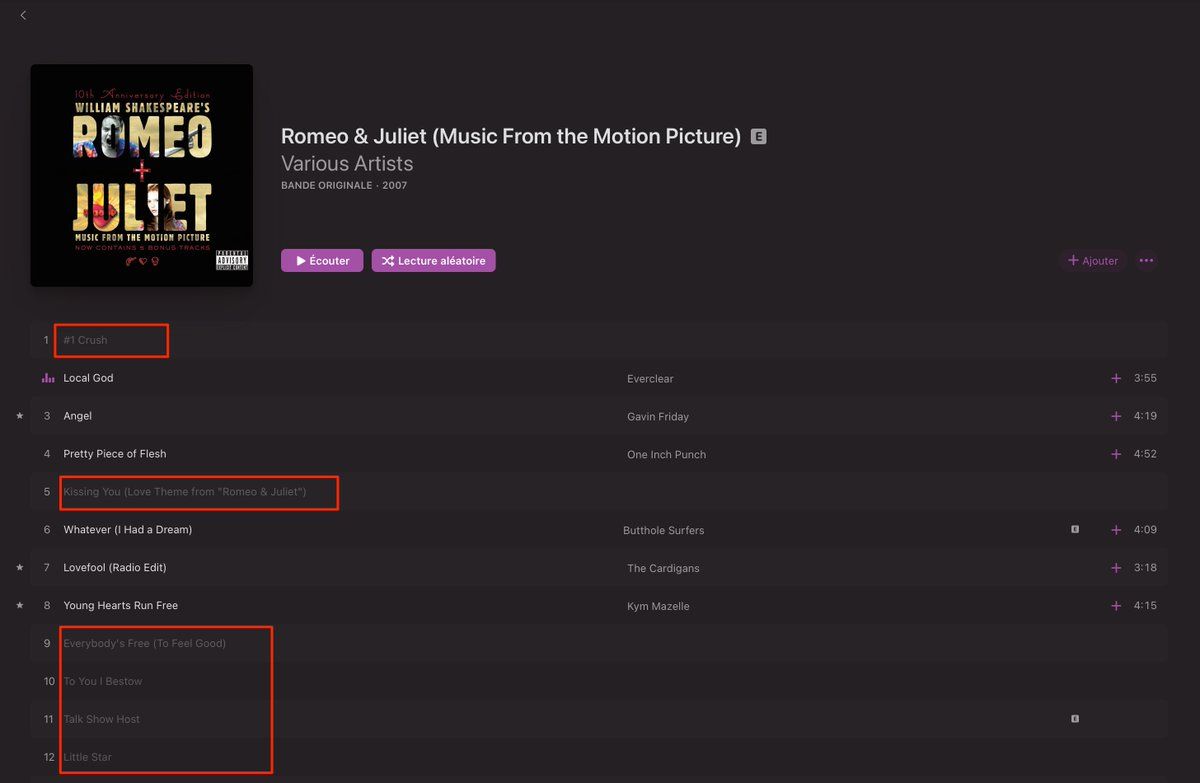 10th Anniversary Edition
WILLIAM SHAKESPEARE'S
ROMEO
+
JULIET
MUSIC FROM THE MOTION PICTURE
NOW CONTAINS 5 BONUS TRACKS
PARENTAL
ADVISORY
EXPLICIT CONTENT
Romeo & Juliet (Music From the Motion Picture) E
Various Artists
BANDE ORIGINALE · 2007
Écouter
Lecture aléatoire
+ Ajouter
1 #1 Crush
Local God Everclear + 3:55
★ 3 Angel Gavin Friday + 4:19
4 Pretty Piece of Flesh One Inch Punch + 4:52
5 Kissing You (Love Theme from "Romeo & Juliet")
6 Whatever (I Had a Dream) Butthole Surfers E + 4:09
★ 7 Lovefool (Radio Edit) The Cardigans + 3:18
★ 8 Young Hearts Run Free Kym Mazelle + 4:15
9 Everybody's Free (To Feel Good)
10 To You I Bestow
11 Talk Show Host E
12 Little Star